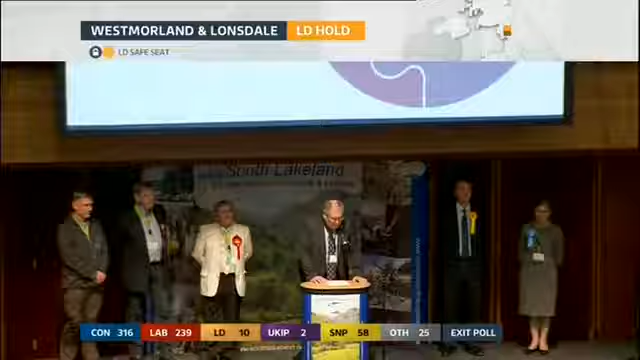 WESTMORLAND & LONSDALE LD HOLD
LD SAFE SEAT
South Lakeland
CON 316 LAB 239 LD 10 UKIP 2 SNP 58 OTH 25 EXIT POLL